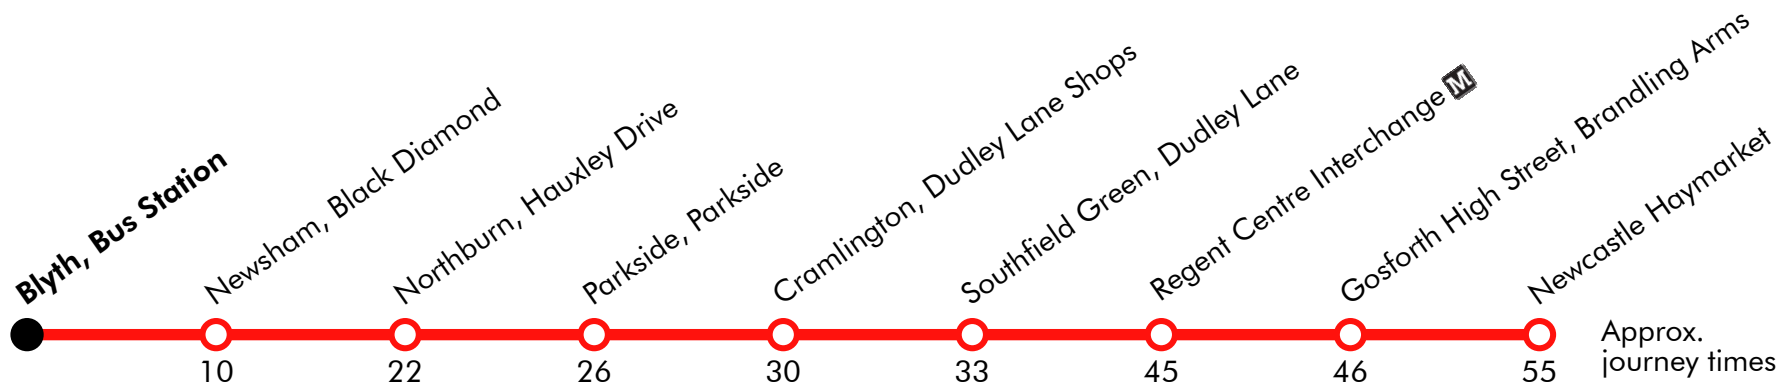 Blyth, Bus Station
Newsham, Black Diamond
Northburn, Hauxley Drive
Parkside, Parkside
Cramlington, Dudley Lane Shops
Southfield Green, Dudley Lane
Regent Centre Interchange M
Gosforth High Street, Brandling Arms
Newcastle Haymarket
10 22 26 30 33 45 46 55
Approx.
journey times